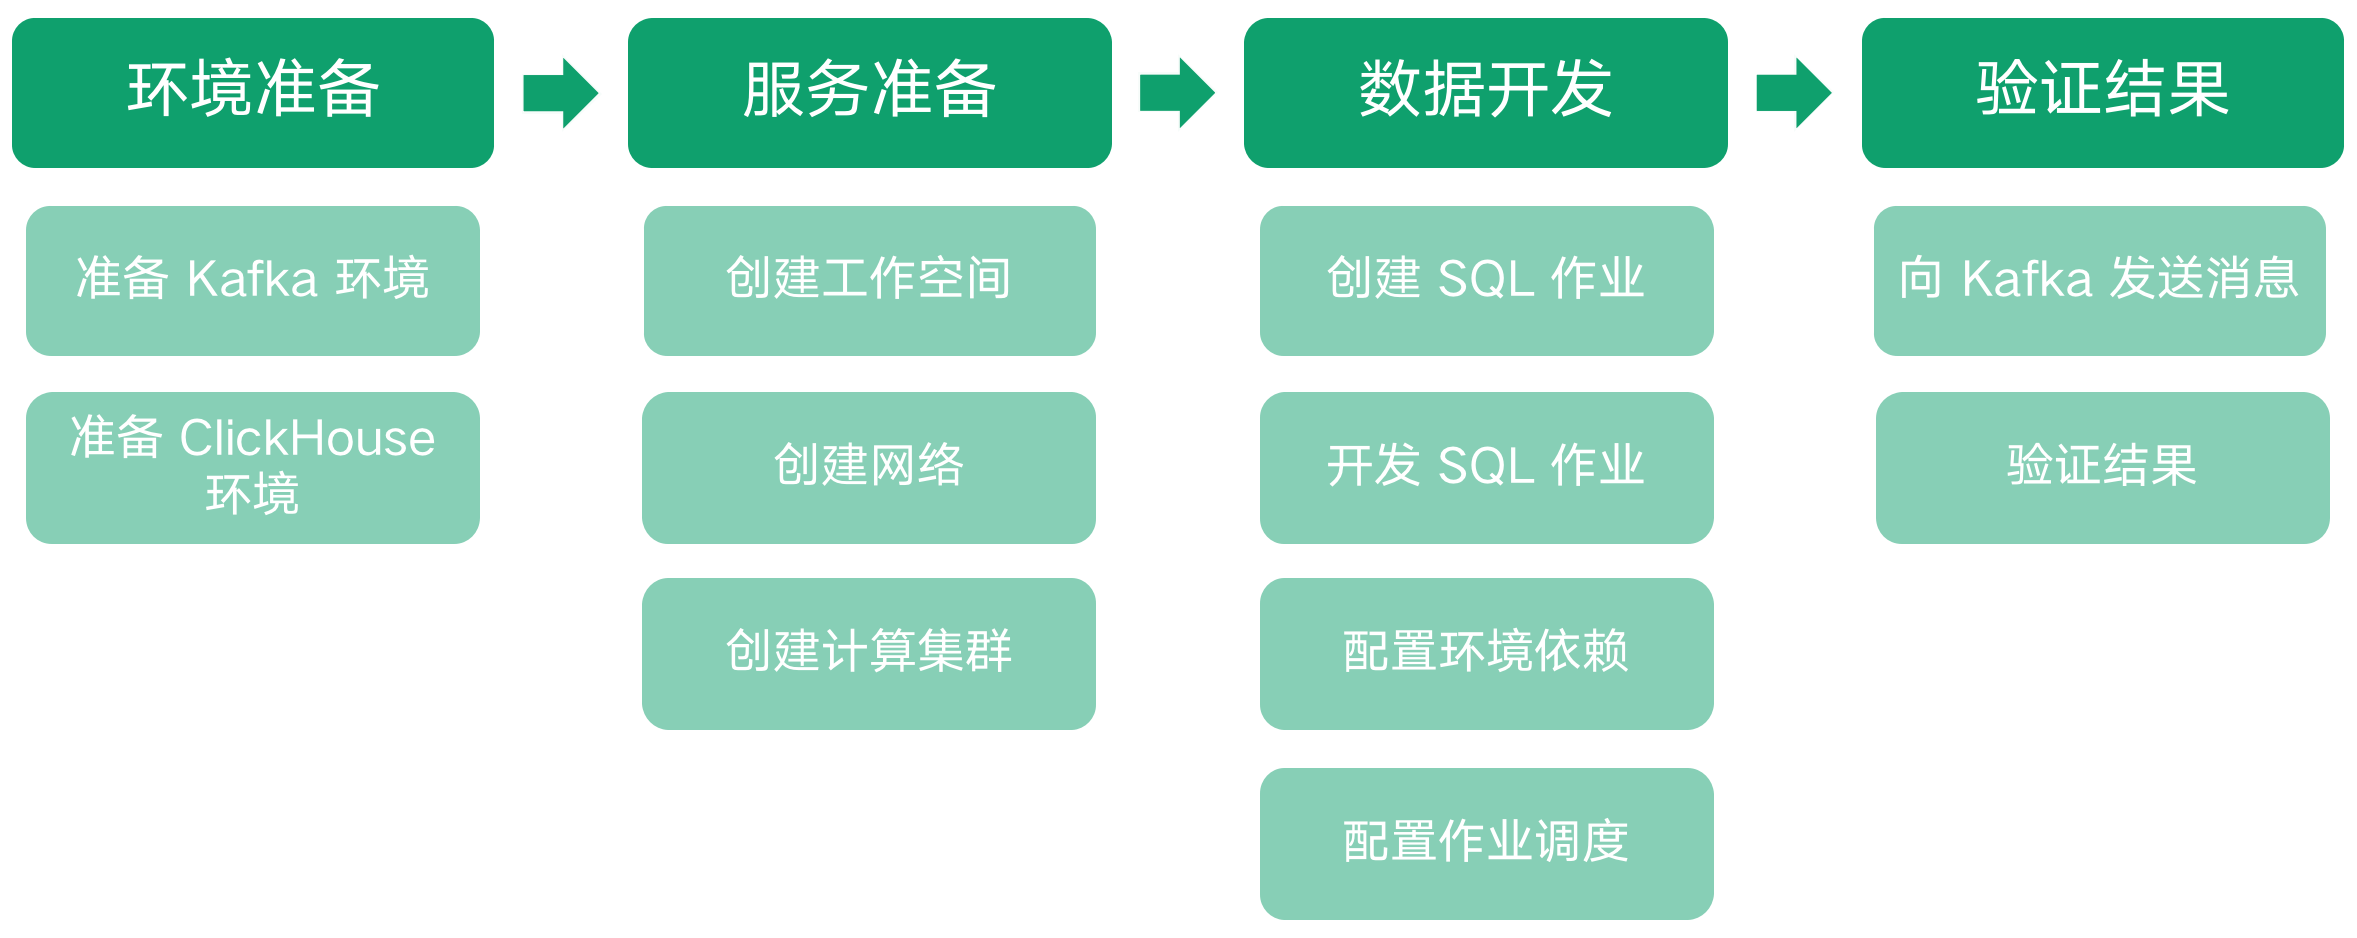 环境准备
服务准备
数据开发
验证结果
准备 Kafka 环境
创建工作空间
创建 SQL 作业
向 Kafka 发送消息
准备 ClickHouse
环境
创建网络
开发 SQL 作业
验证结果
创建计算集群
配置环境依赖
配置作业调度